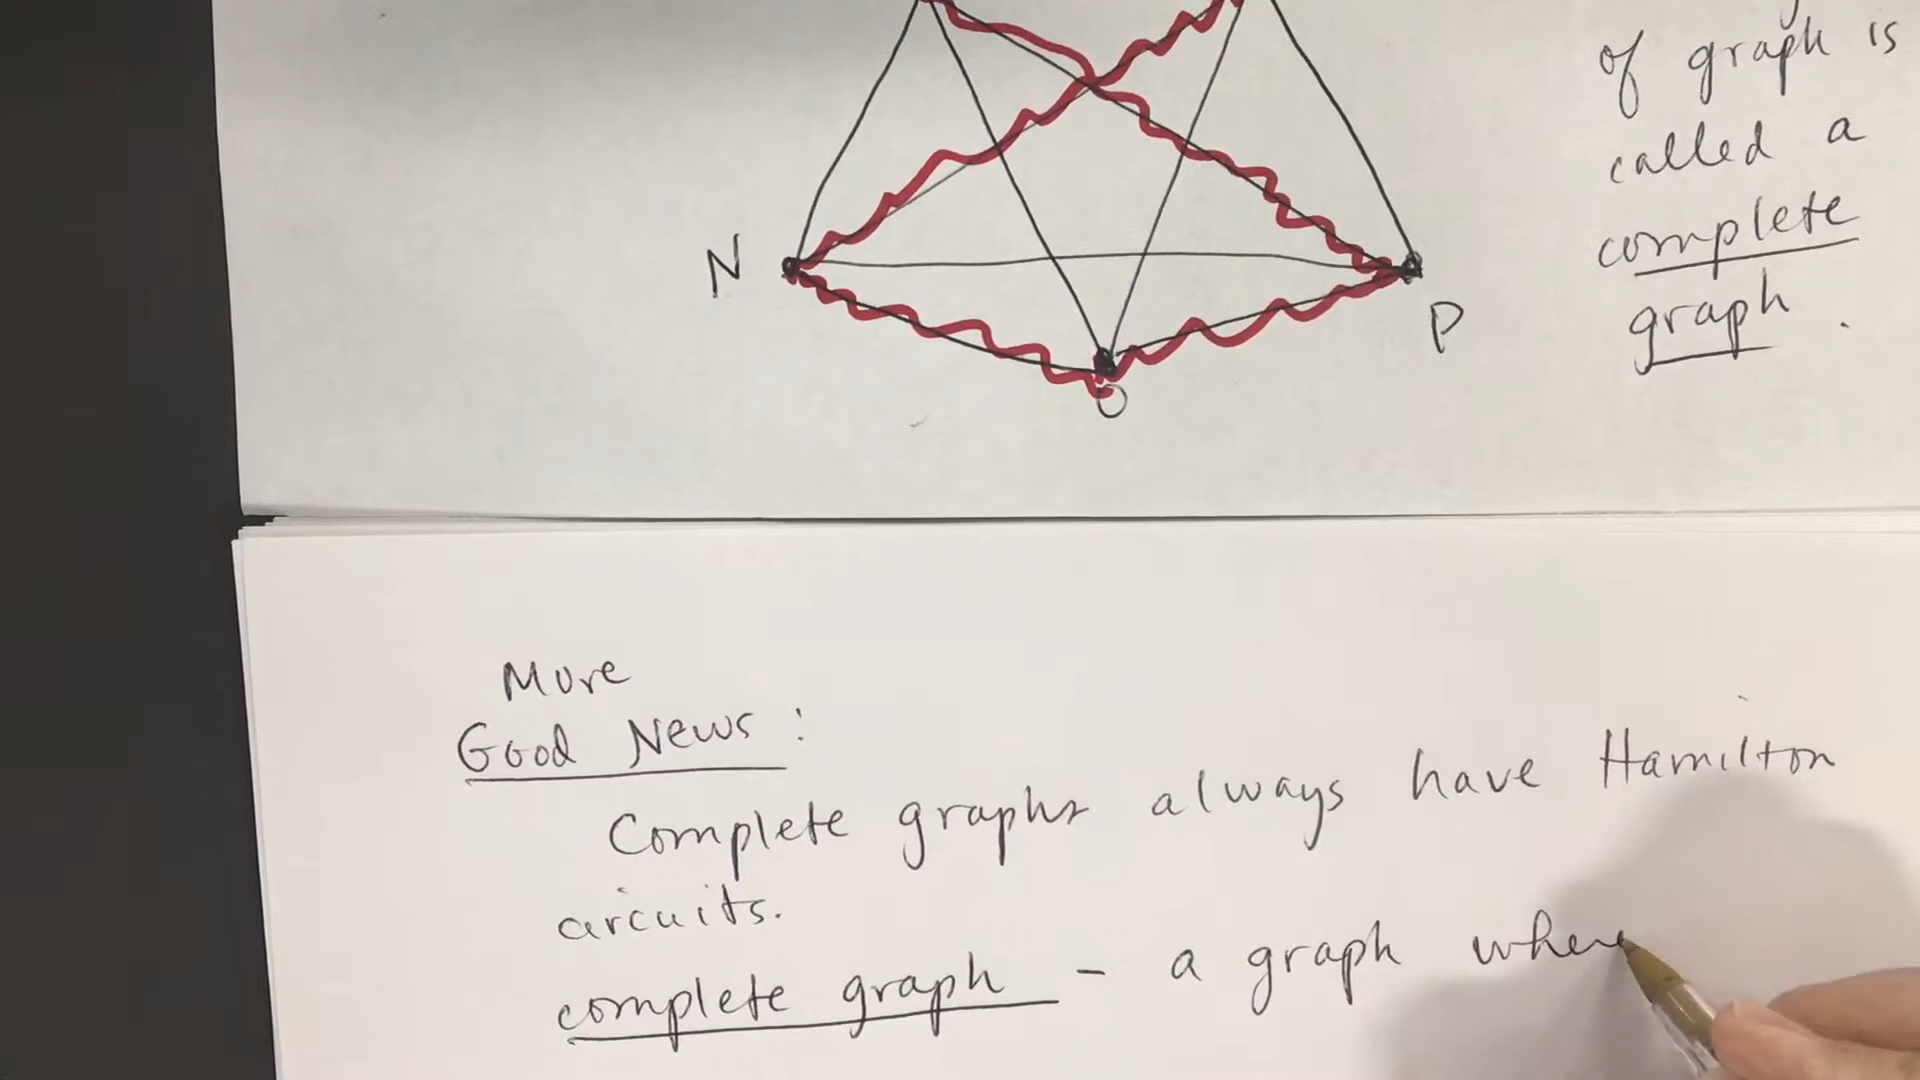 of graph is
called a
complete
graph.
N
P
O
More
Good News:
Complete graphs always have Hamilton
circuits.
complete graph - a graph where